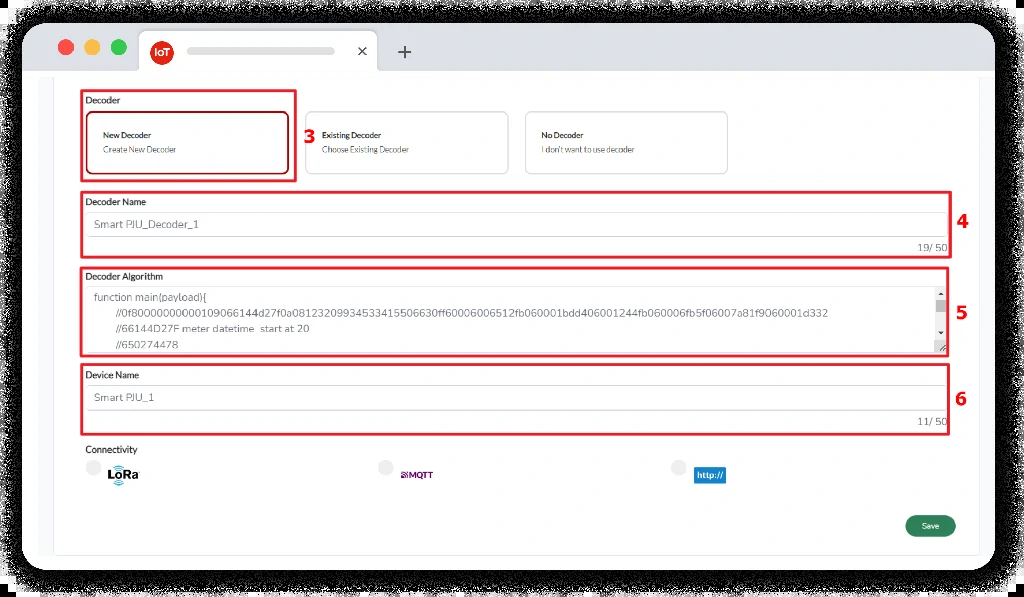 IoT
Decoder
New Decoder
Create New Decoder
3
Existing Decoder
Choose Existing Decoder
No Decoder
I don't want to use decoder
Decoder Name
Smart PJU_Decoder_1
19/ 50
4
Decoder Algorithm
function main(payload){
//0f80000000000109066144d27f0a08123209934533415506630ff60006006512fb060001bdd406001244fb060006fb5f06007a81f9060001d332
//66144D27F meter datetime start at 20
//650274478
5
Device Name
Smart PJU_1
11/ 50
6
Connectivity
LoRa
MQTT
http://
Save